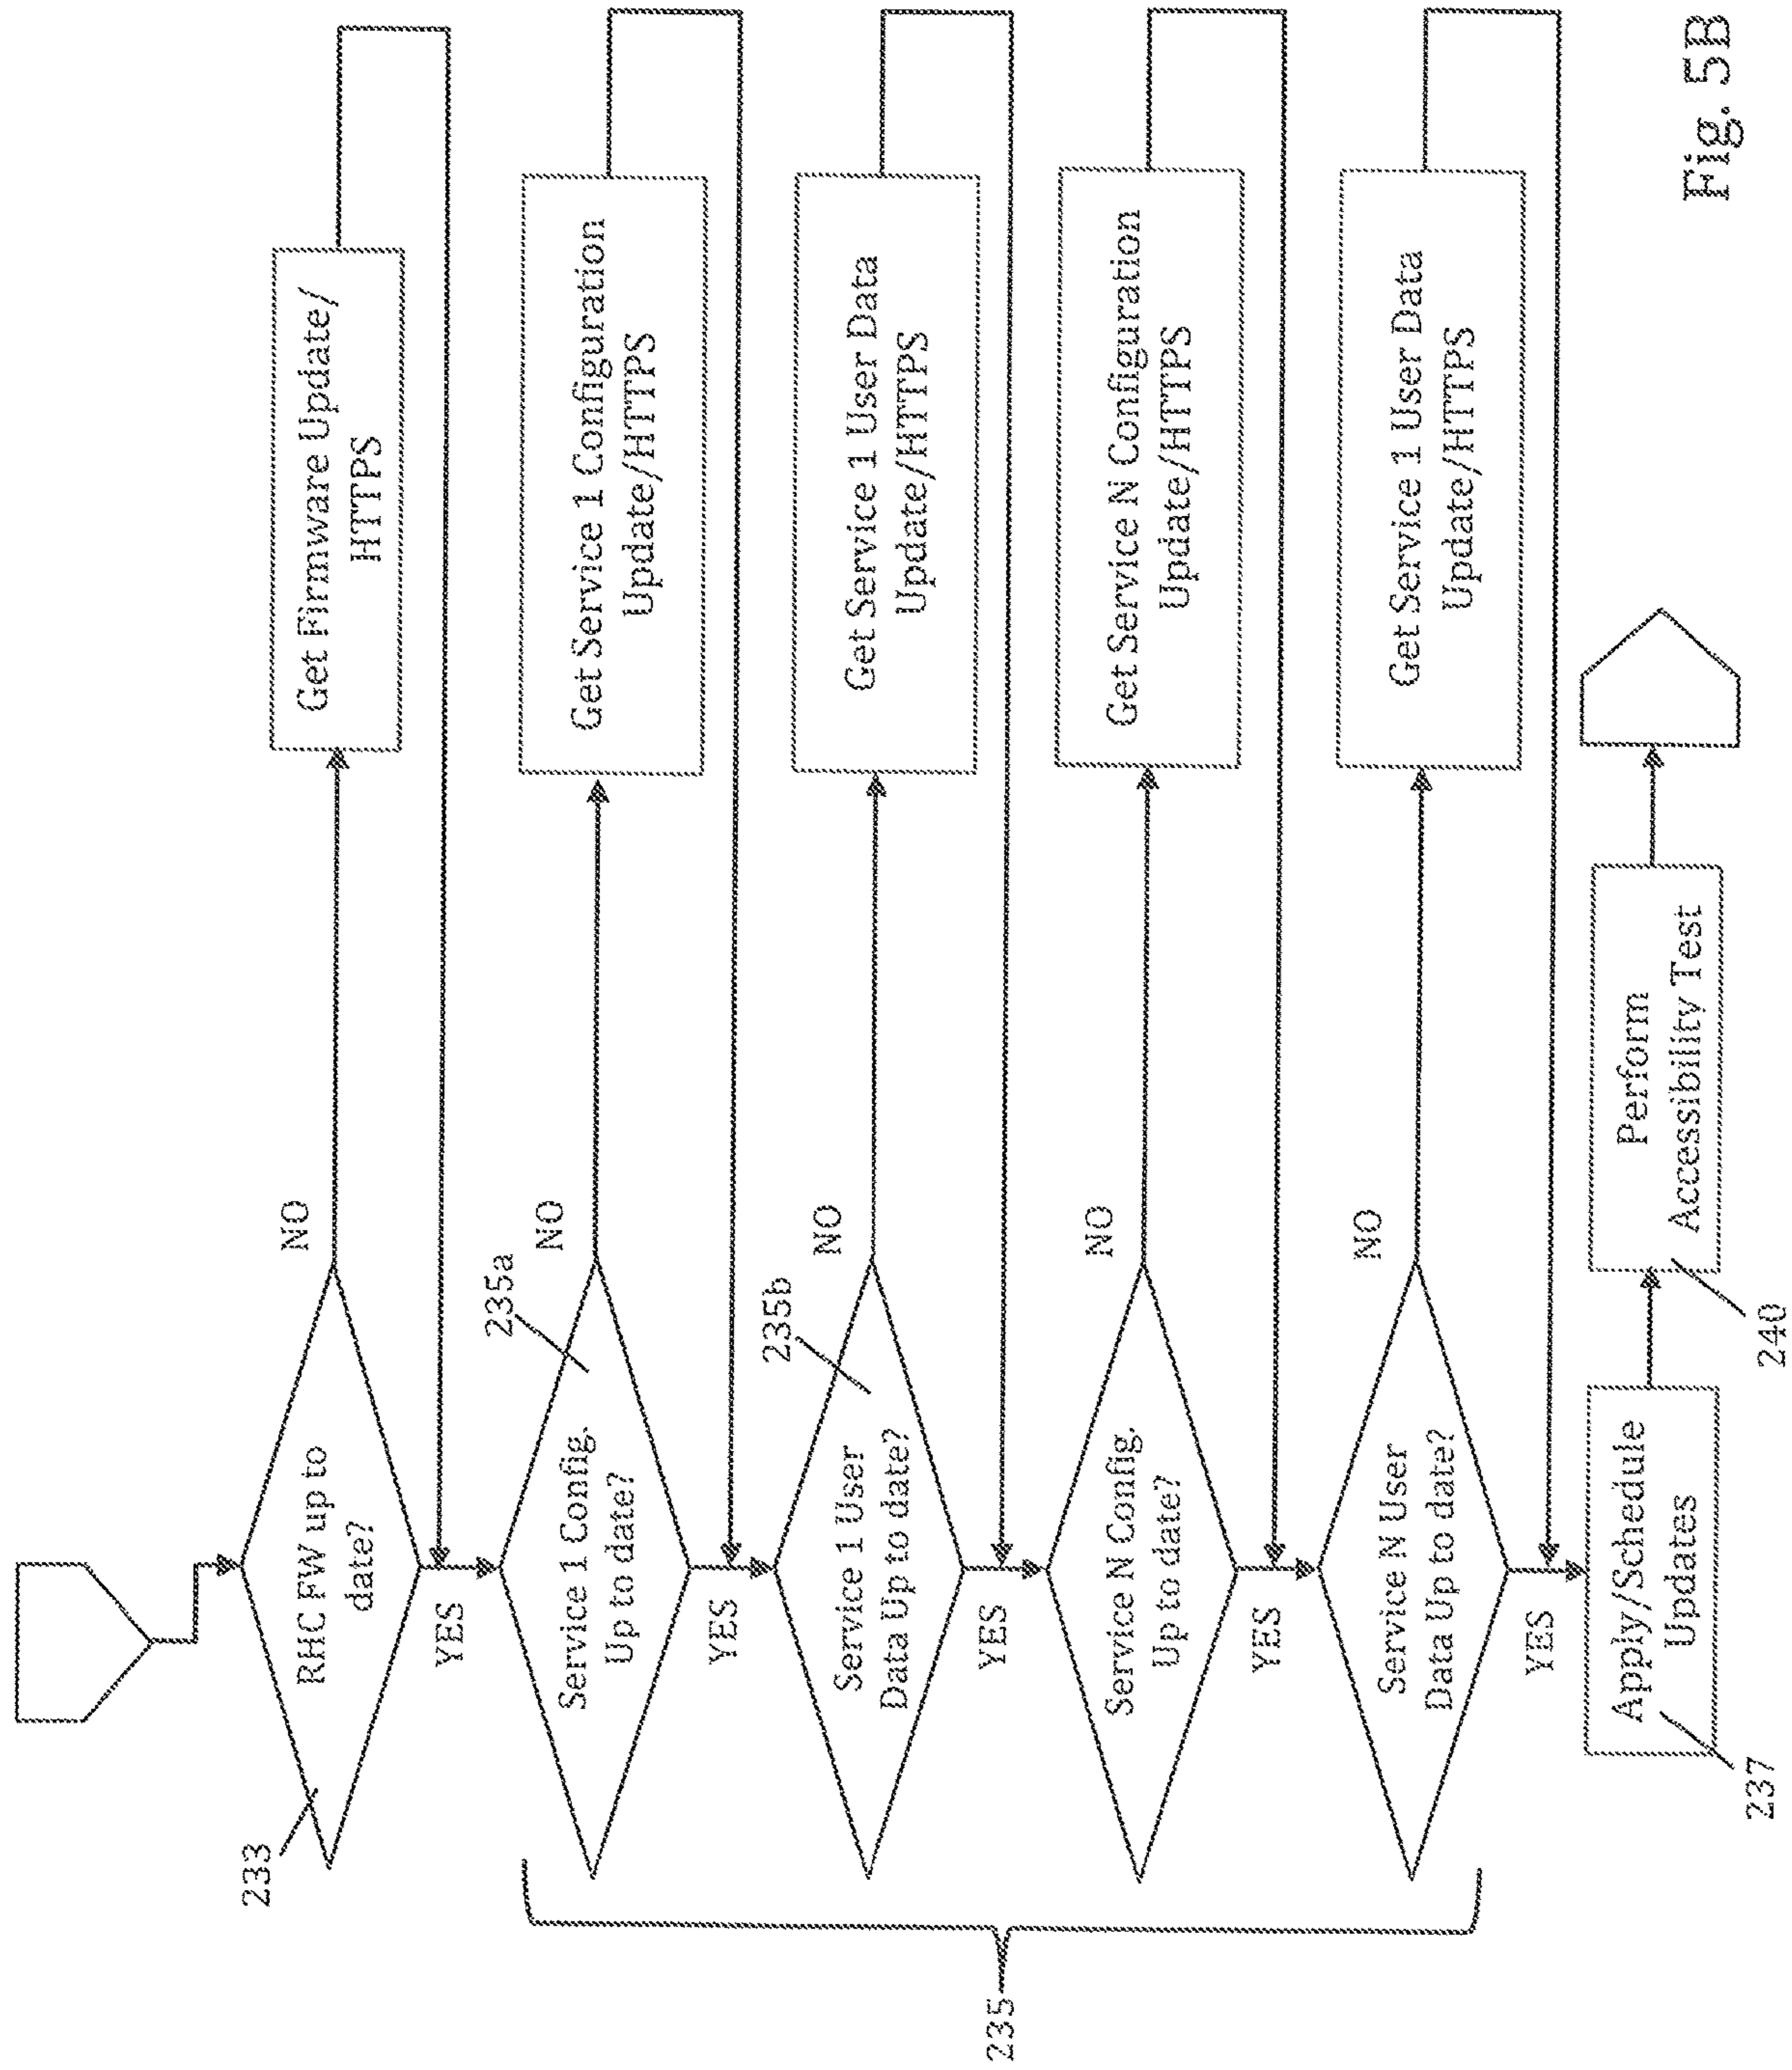 233
RHC FW up to
date?
NO
Get Firmware Update/
HTTPS
YES
235
235a
Service 1 Config.
Up to date?
NO
Get Service 1 Configuration
Update/HTTPS
YES
235b
Service 1 User
Data Up to date?
NO
Get Service 1 User Data
Update/HTTPS
YES
Service N Config.
Up to date?
NO
Get Service N Configuration
Update/HTTPS
YES
Service N User
Data Up to date?
NO
Get Service 1 User Data
Update/HTTPS
YES
Apply/Schedule
Updates
237
Perform
Accessibility Test
240
Fig. 5B